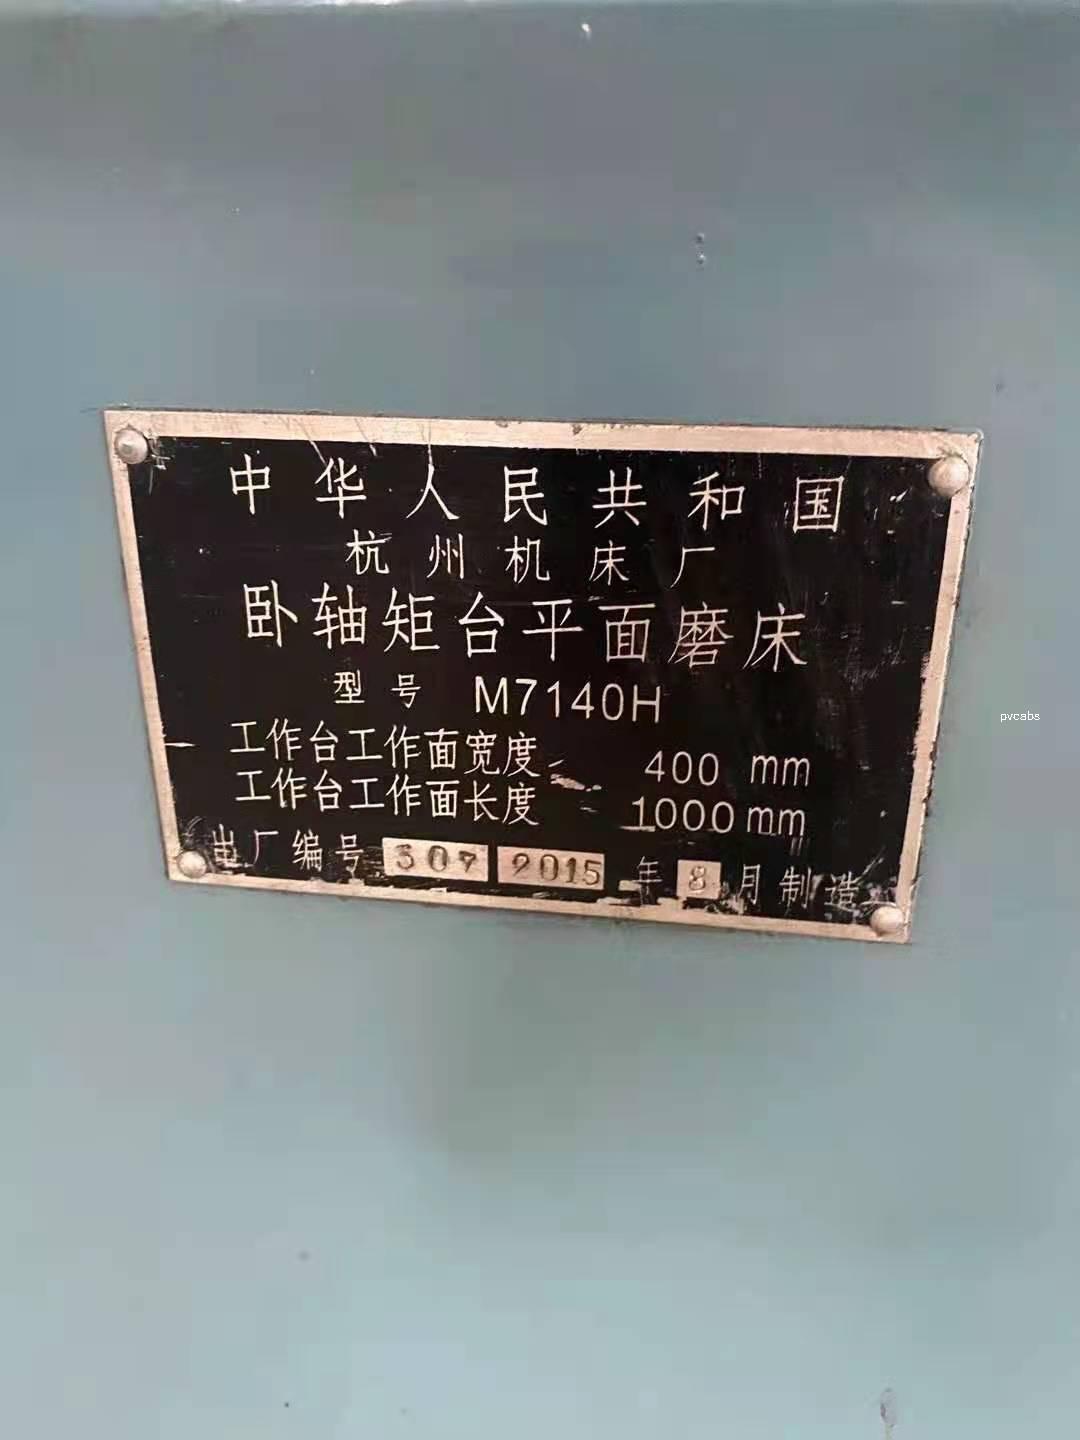 中华人民共和国
杭州机床厂
卧轴矩台平面磨床
型号 M7140H
工作台工作面宽度 400 mm
工作台工作面长度 1000 mm
出厂编号 307 2015 年 8 月制造
pvcabs